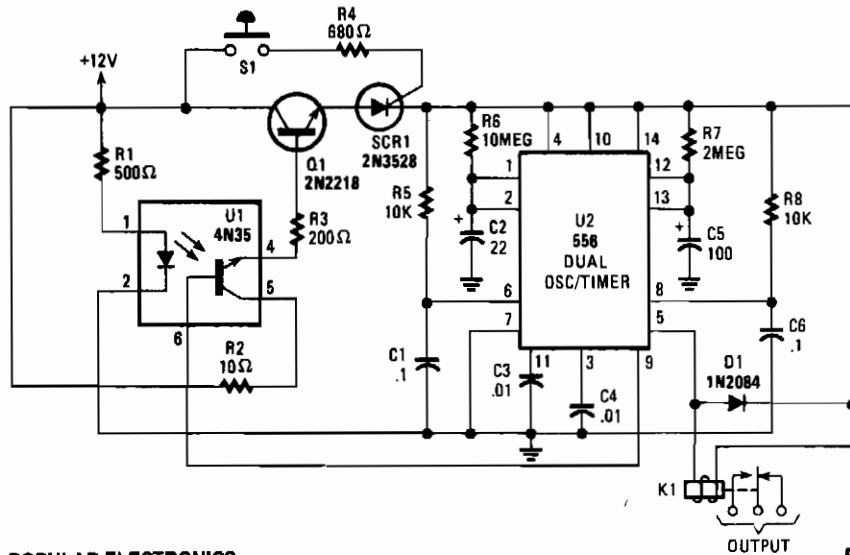 R4
680Ω
S1
+12V
R1
500Ω
Q1
2N2218
SCR1
2N3528
R6
10MEG
R5
10K
4
10
14
R7
2MEG
1
2
12
13
U2
556
DUAL
OSC/TIMER
C2
22
+
C5
100
+
R8
10K
U1
4N35
1
2
4
5
6
R3
200Ω
R2
10Ω
6
7
8
5
11
3
9
C1
.1
C3
.01
C4
.01
C6
.1
D1
1N2084
K1
OUTPUT